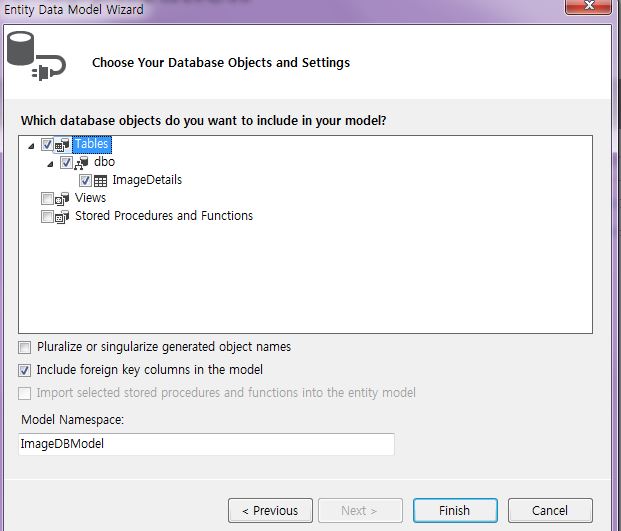 Entity Data Model Wizard
Choose Your Database Objects and Settings
Which database objects do you want to include in your model?
Tables
dbo
ImageDetails
Views
Stored Procedures and Functions
Pluralize or singularize generated object names
Include foreign key columns in the model
Import selected stored procedures and functions into the entity model
Model Namespace:
ImageDBModel
< Previous
Next >
Finish
Cancel